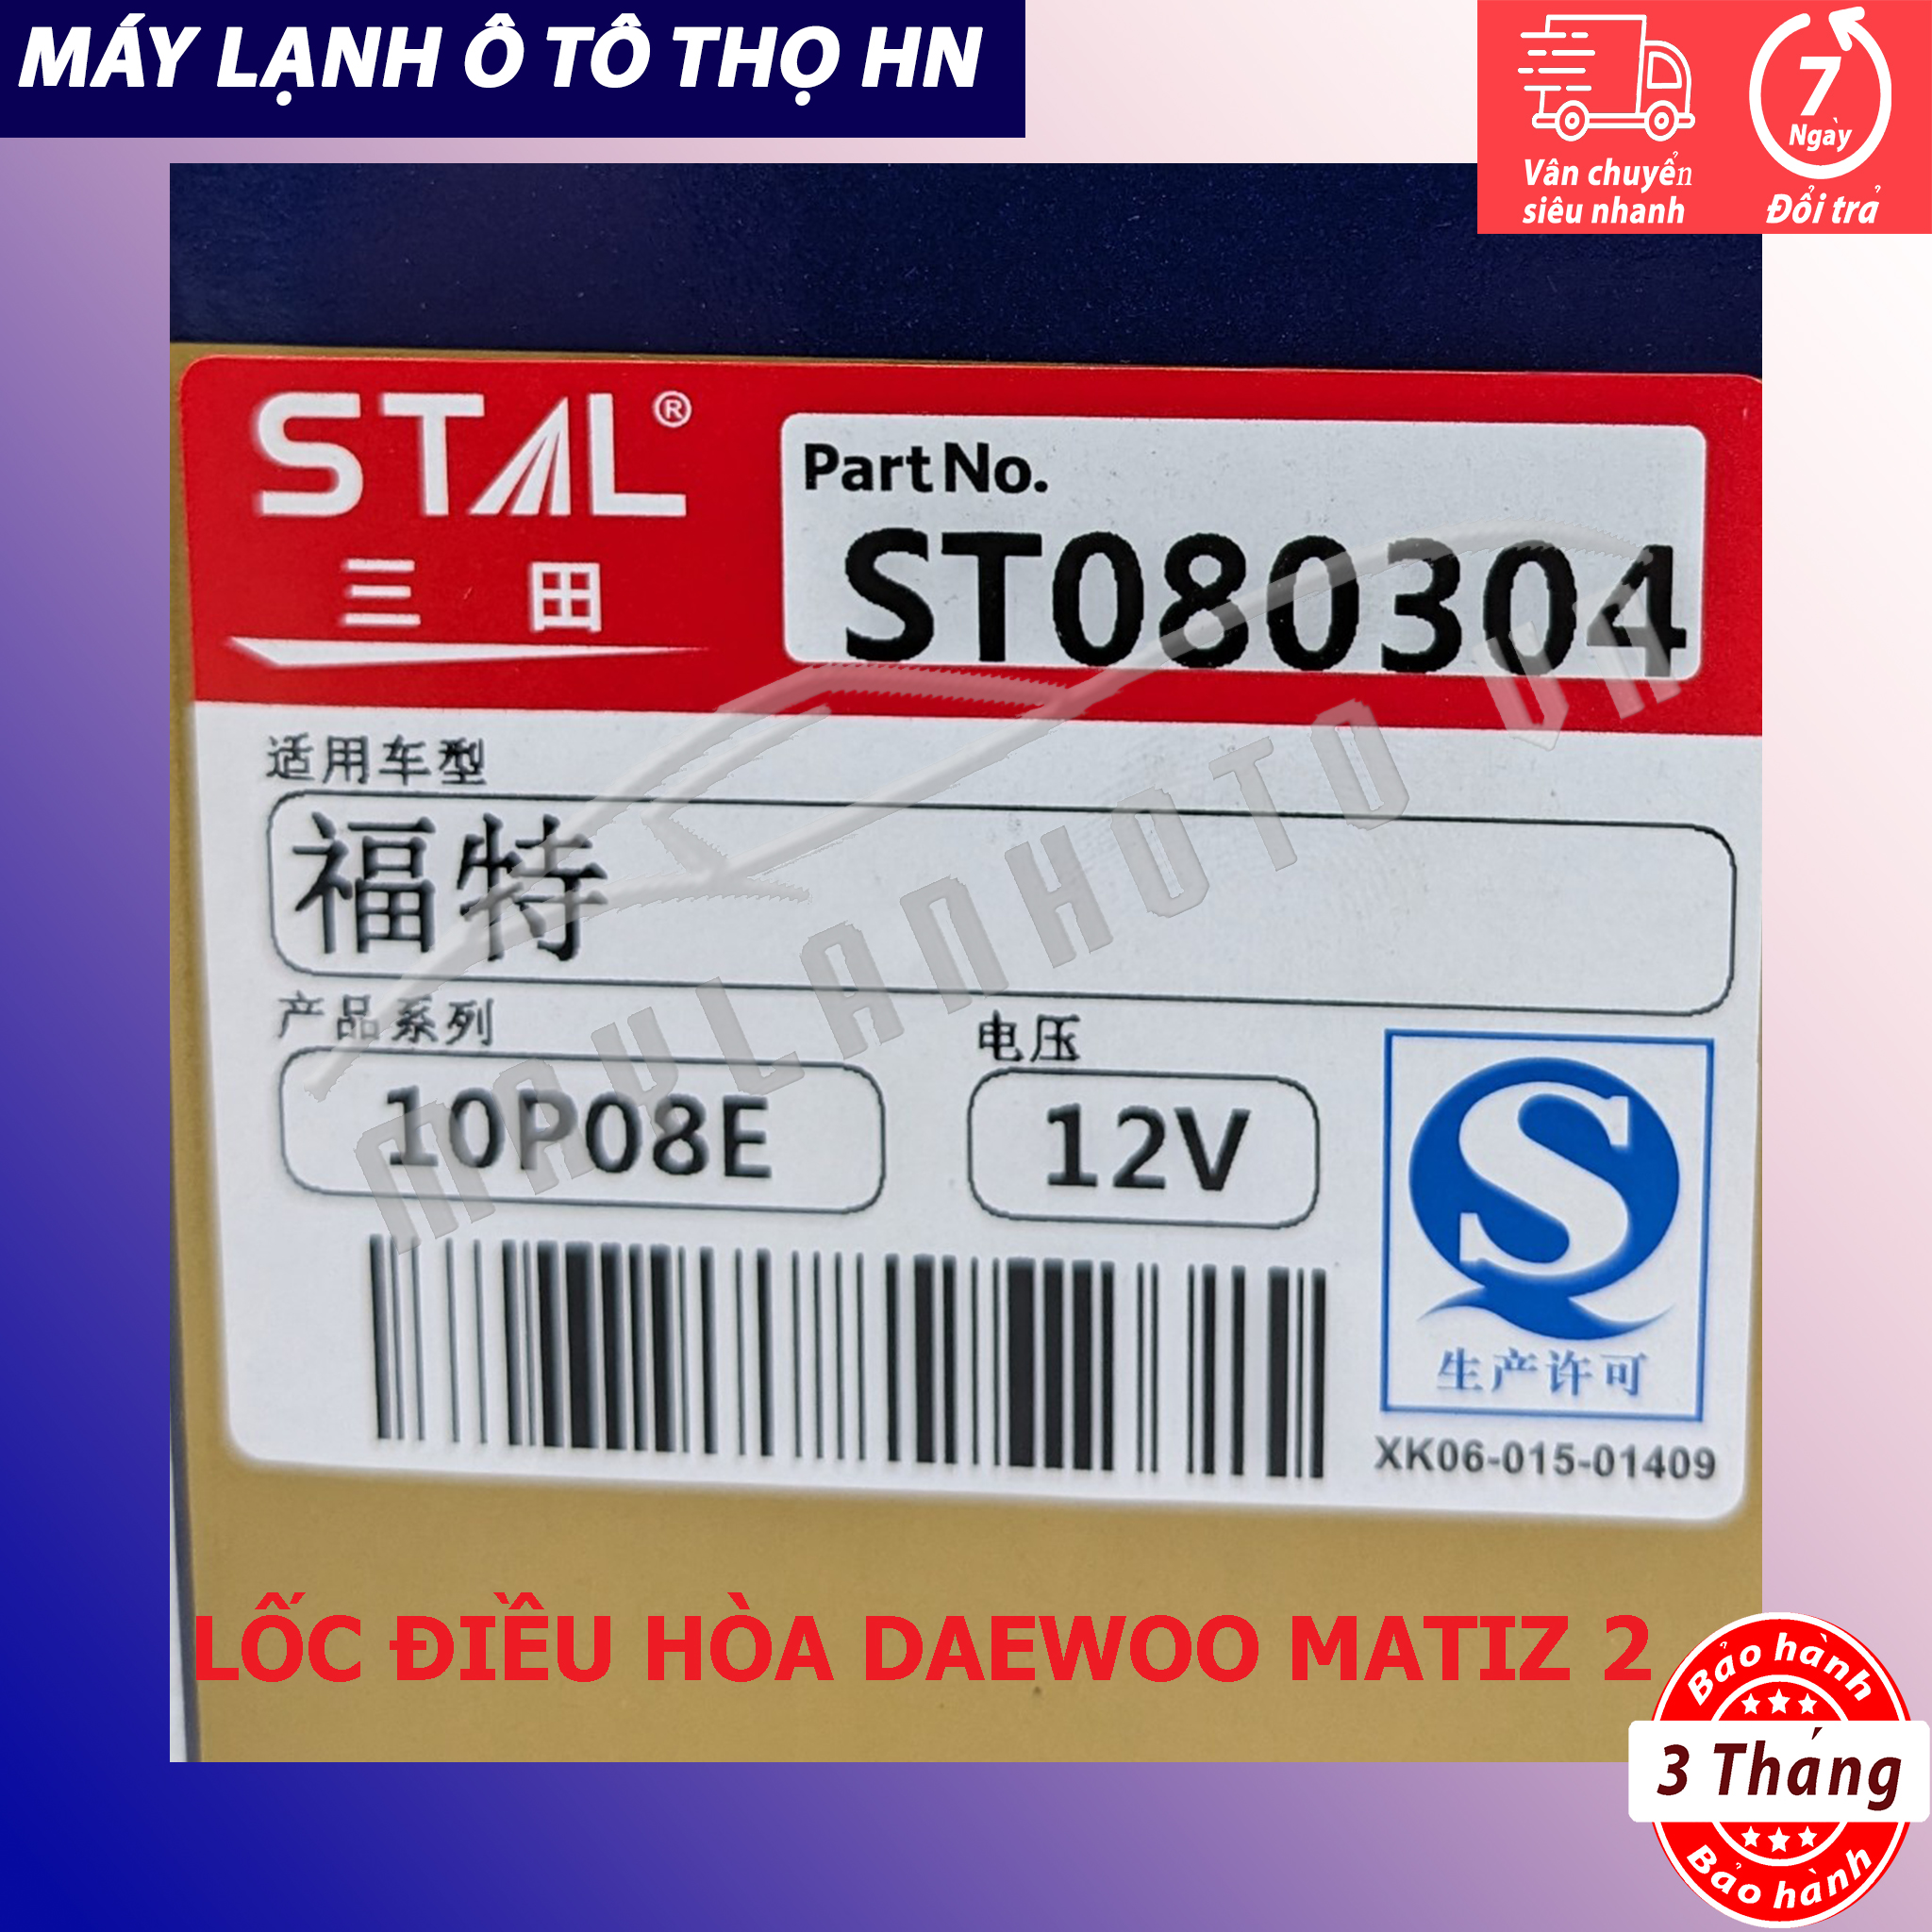 MÁY LẠNH Ô TÔ THỌ HN
Vân chuyển
siêu nhanh
7
Ngày
Đổi trả
STAL®
三田
Part No.
ST080304
适用车型
福特
产品系列
电压
10P08E
12V
S
生产许可
XK06-015-01409
MAYLANHOTO VN
LỐC ĐIỀU HÒA DAEWOO MATIZ 2
Bảo hành
3 Tháng
Bảo hành